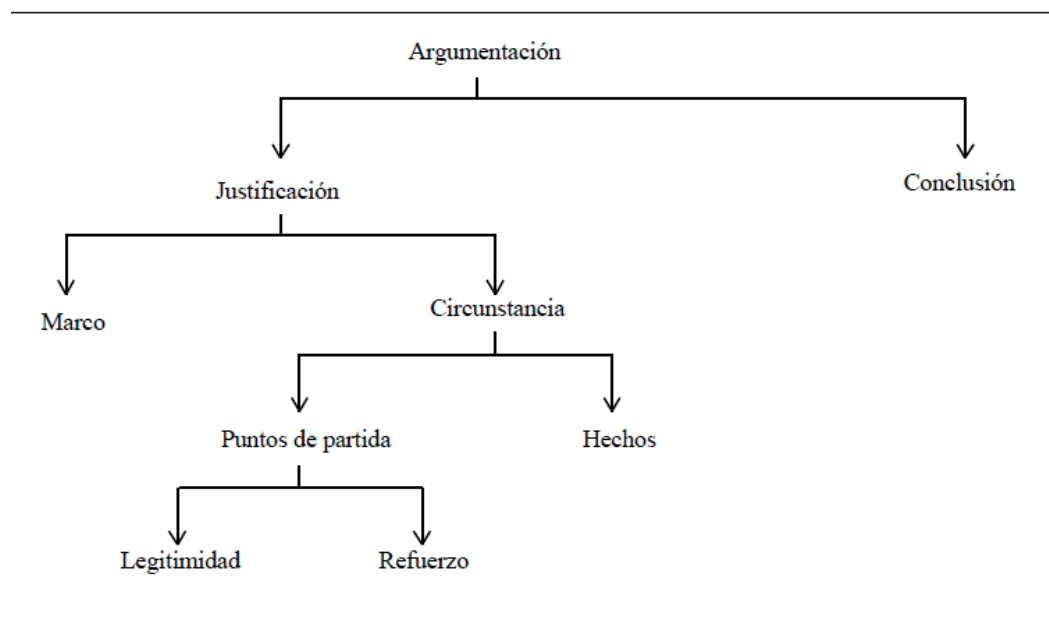 Argumentación
Justificación
Conclusión
Marco
Circunstancia
Puntos de partida
Hechos
Legitimidad
Refuerzo